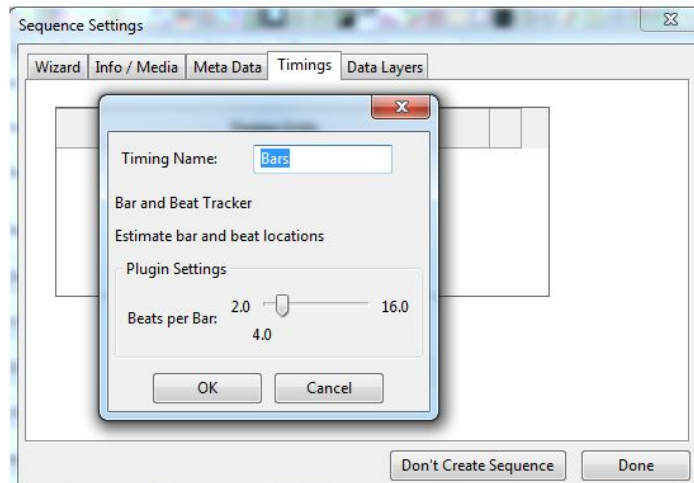 Sequence Settings
Wizard
Info / Media
Meta Data
Timings
Data Layers
Timing Name:
Bars
Bar and Beat Tracker
Estimate bar and beat locations
Plugin Settings
Beats per Bar:
2.0
16.0
4.0
OK
Cancel
Don't Create Sequence
Done